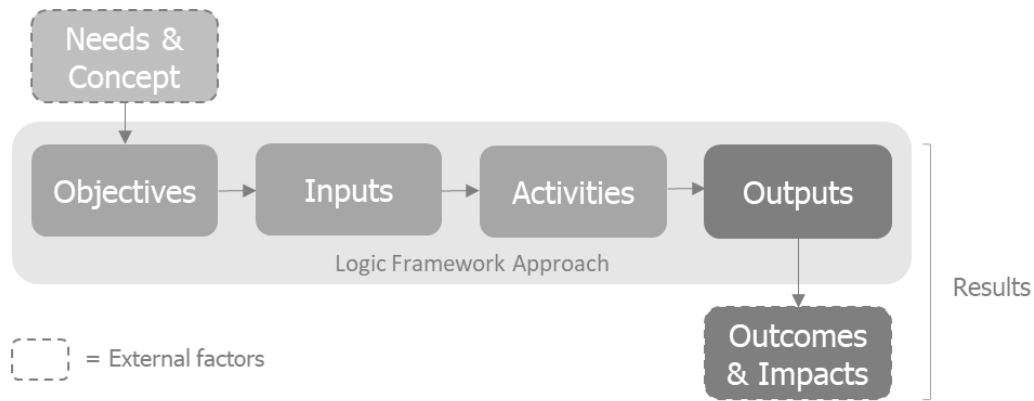 Needs &
Concept
Objectives
Inputs
Activities
Outputs
Logic Framework Approach
Results
Outcomes
& Impacts
= External factors